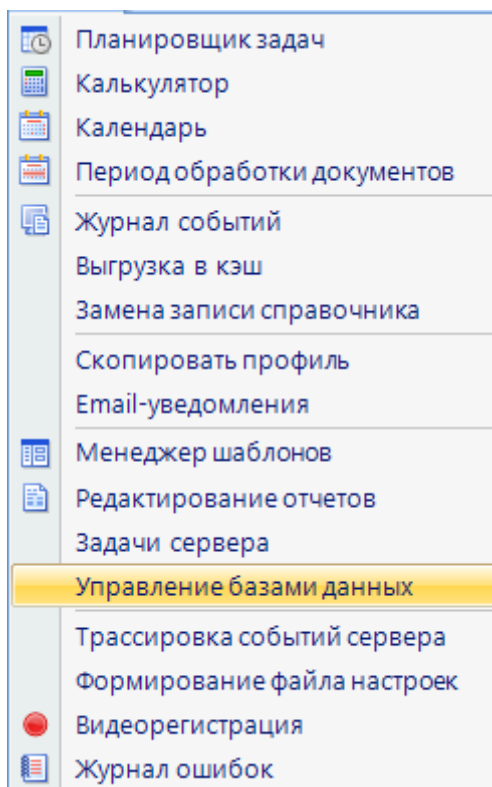 Планировщик задач
Калькулятор
Календарь
Период обработки документов
Журнал событий
Выгрузка в кэш
Замена записи справочника
Скопировать профиль
Email-уведомления
Менеджер шаблонов
Редактирование отчетов
Задачи сервера
Управление базами данных
Трассировка событий сервера
Формирование файла настроек
Видеорегистрация
Журнал ошибок